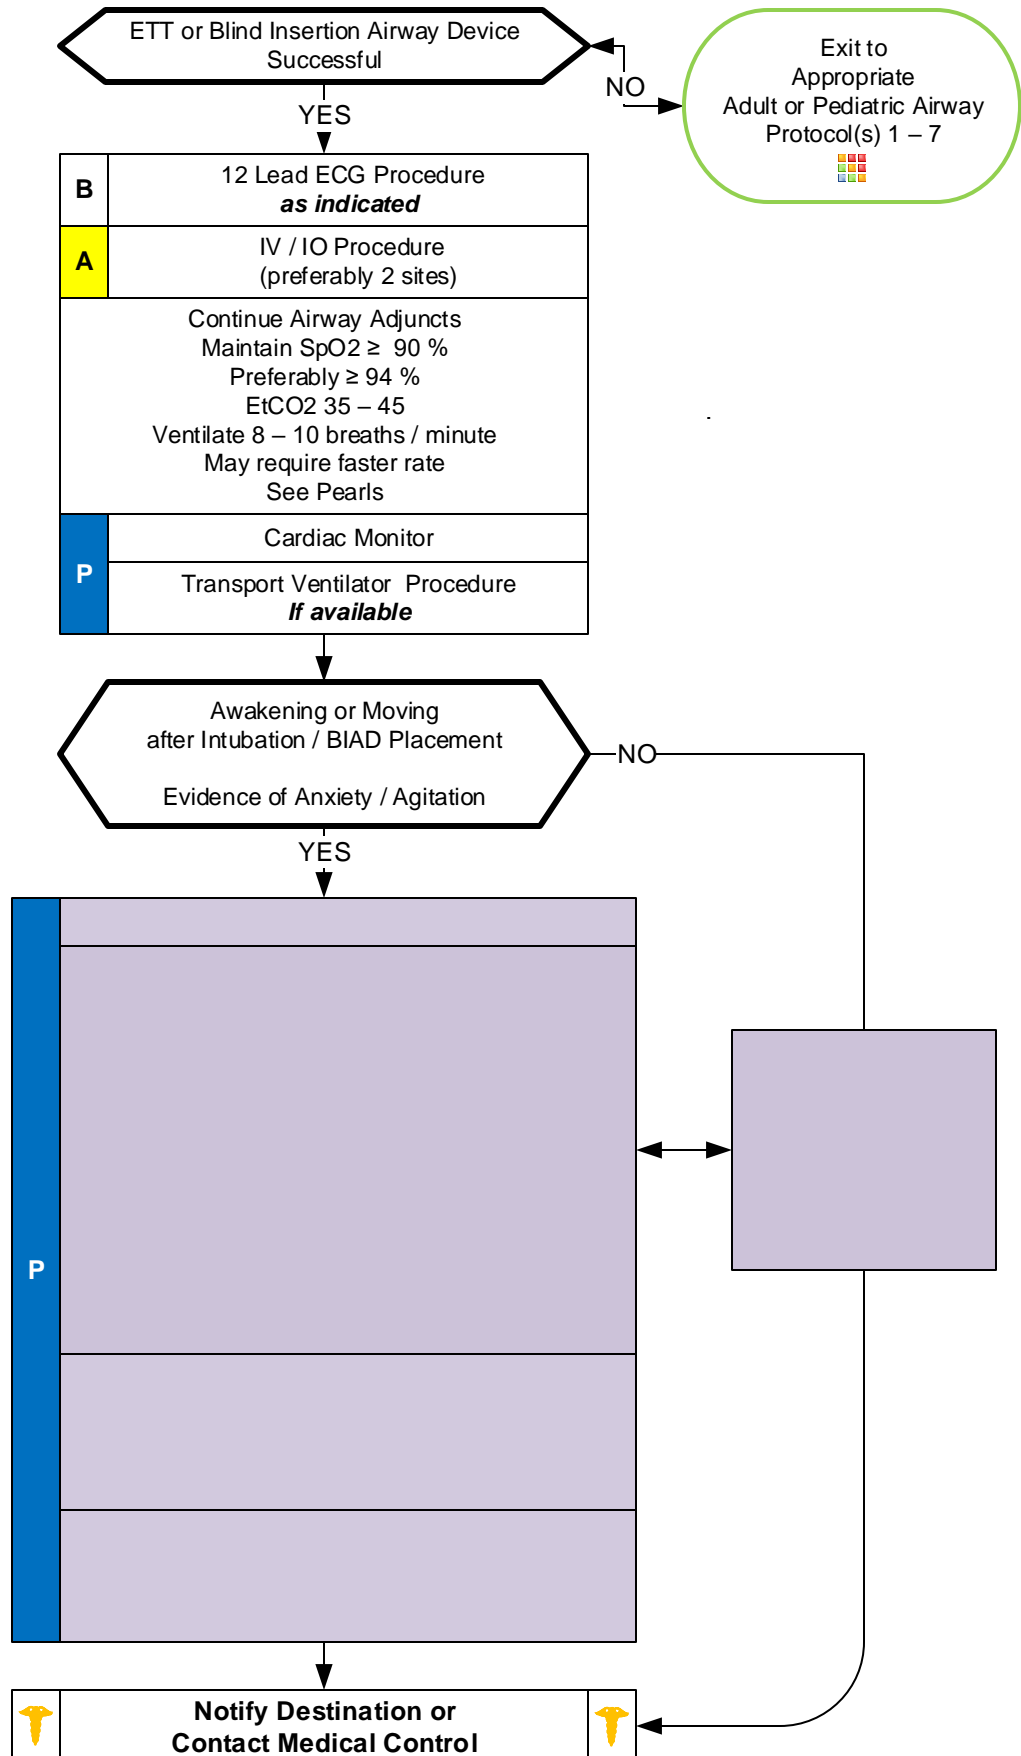 ETT or Blind Insertion Airway Device
Successful
NO
Exit to
Appropriate
Adult or Pediatric Airway
Protocol(s) 1 – 7
YES
B
12 Lead ECG Procedure
as indicated
A
IV / IO Procedure
(preferably 2 sites)
Continue Airway Adjuncts
Maintain SpO2 ≥ 90 %
Preferably ≥ 94 %
EtCO2 35 – 45
Ventilate 8 – 10 breaths / minute
May require faster rate
See Pearls
P
Cardiac Monitor
Transport Ventilator Procedure
If available
Awakening or Moving
after Intubation / BIAD Placement
Evidence of Anxiety / Agitation
NO
YES
P
Notify Destination or
Contact Medical Control